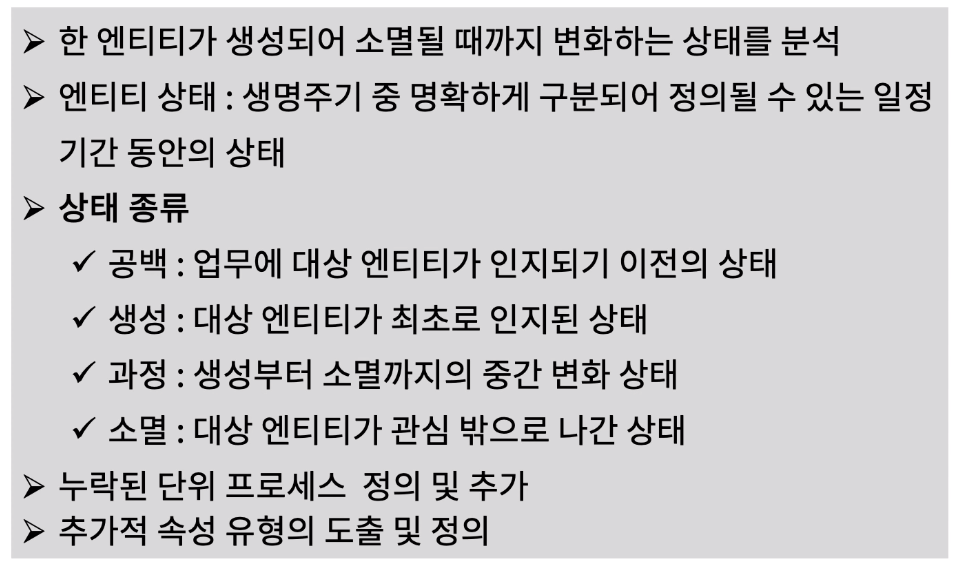 ➢ 한 엔티티가 생성되어 소멸될 때까지 변화하는 상태를 분석
➢ 엔티티 상태 : 생명주기 중 명확하게 구분되어 정의될 수 있는 일정
기간 동안의 상태
➢ 상태 종류
✓ 공백 : 업무에 대상 엔티티가 인지되기 이전의 상태
✓ 생성 : 대상 엔티티가 최초로 인지된 상태
✓ 과정 : 생성부터 소멸까지의 중간 변화 상태
✓ 소멸 : 대상 엔티티가 관심 밖으로 나간 상태
➢ 누락된 단위 프로세스 정의 및 추가
➢ 추가적 속성 유형의 도출 및 정의